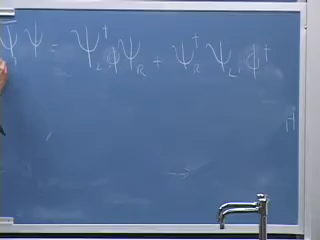 ψ ψ = ψ_L† ϕ ψ_R + ψ_R† ψ_L ϕ†